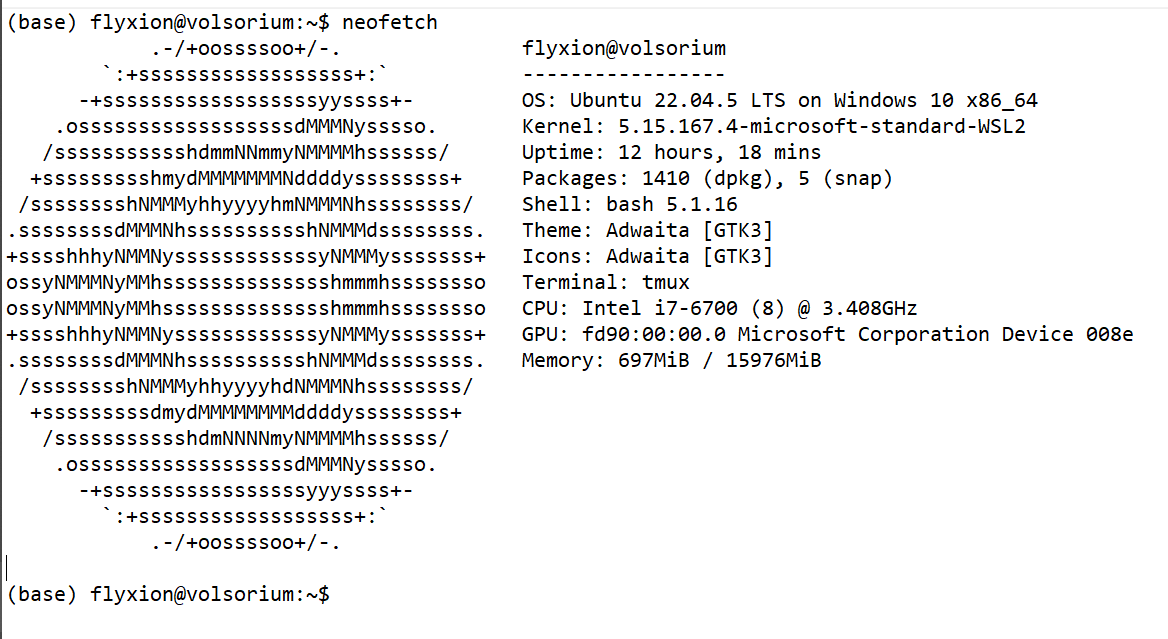 (base) flyxion@volsorium:~$ neofetch
            .-/+oossssoo+/-.               flyxion@volsorium
        `:+ssssssssssssssssss+:`           -----------------
      -+ssssssssssssssssssyyssss+-         OS: Ubuntu 22.04.5 LTS on Windows 10 x86_64
    .ossssssssssssssssssdMMMNysssso.       Kernel: 5.15.167.4-microsoft-standard-WSL2
   /ssssssssssshdmmNNmmyNMMMMhssssss/      Uptime: 12 hours, 18 mins
  +ssssssssshmydMMMMMMMNddddyssssssss+     Packages: 1410 (dpkg), 5 (snap)
 /sssssssshNMMMyhhyyyyhmNMMMNhssssssss/    Shell: bash 5.1.16
.ssssssssdMMMNhsssssssssshNMMMdssssssss.   Theme: Adwaita [GTK3]
+sssshhhyNMMNyssssssssssssyNMMMysssssss+   Icons: Adwaita [GTK3]
ossyNMMMNyMMhsssssssssssssshmmmhssssssso   Terminal: tmux
ossyNMMMNyMMhsssssssssssssshmmmhssssssso   CPU: Intel i7-6700 (8) @ 3.408GHz
+sssshhhyNMMNyssssssssssssyNMMMysssssss+   GPU: fd90:00:00.0 Microsoft Corporation Device 008e
.ssssssssdMMMNhsssssssssshNMMMdssssssss.   Memory: 697MiB / 15976MiB
 /sssssssshNMMMyhhyyyyhdNMMMNhssssssss/
  +sssssssssdmydMMMMMMMMddddyssssssss+
   /ssssssssssshdmNNNNmyNMMMMhssssss/
    .ossssssssssssssssssdMMMNysssso.
      -+sssssssssssssssssyyyssss+-
        `:+ssssssssssssssssss+:`
            .-/+oossssoo+/-.
(base) flyxion@volsorium:~$